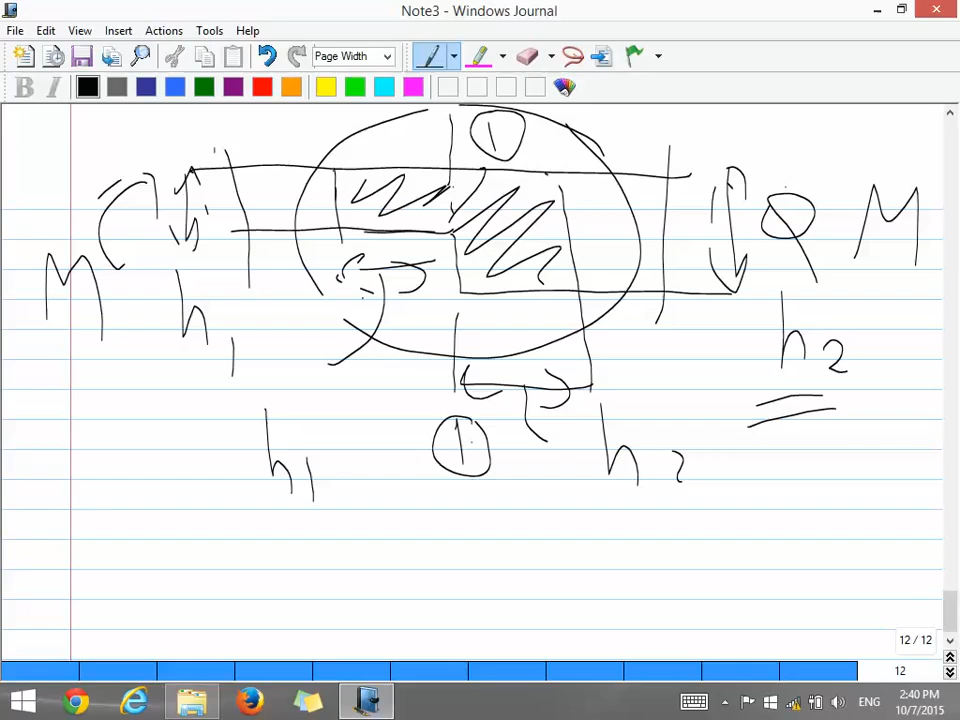 Note3 - Windows Journal
File Edit View Insert Actions Tools Help
Page Width
B I
1
M h1 M
h2
h1 1 h2
12 / 12
12
ENG 2:40 PM
10/7/2015